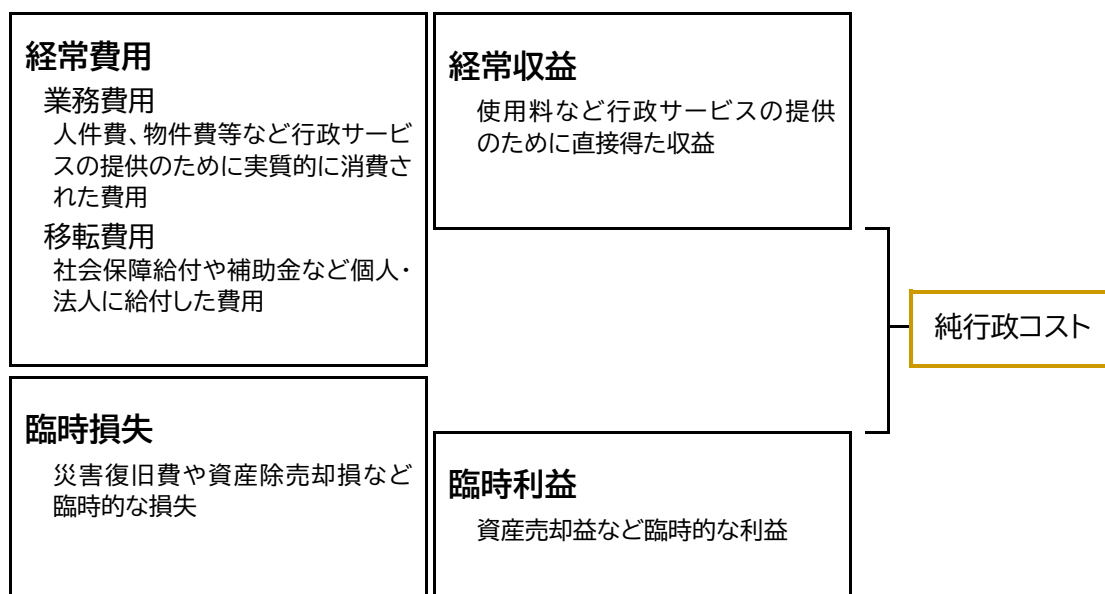 経常費用
業務費用
人件費、物件費等など行政サービ
スの提供のために実質的に消費さ
れた費用
移転費用
社会保障給付や補助金など個人・
法人に給付した費用
経常収益
使用料など行政サービスの提供
のために直接得た収益
純行政コスト
臨時損失
災害復旧費や資産除売却損など
臨時的な損失
臨時利益
資産売却益など臨時的な利益